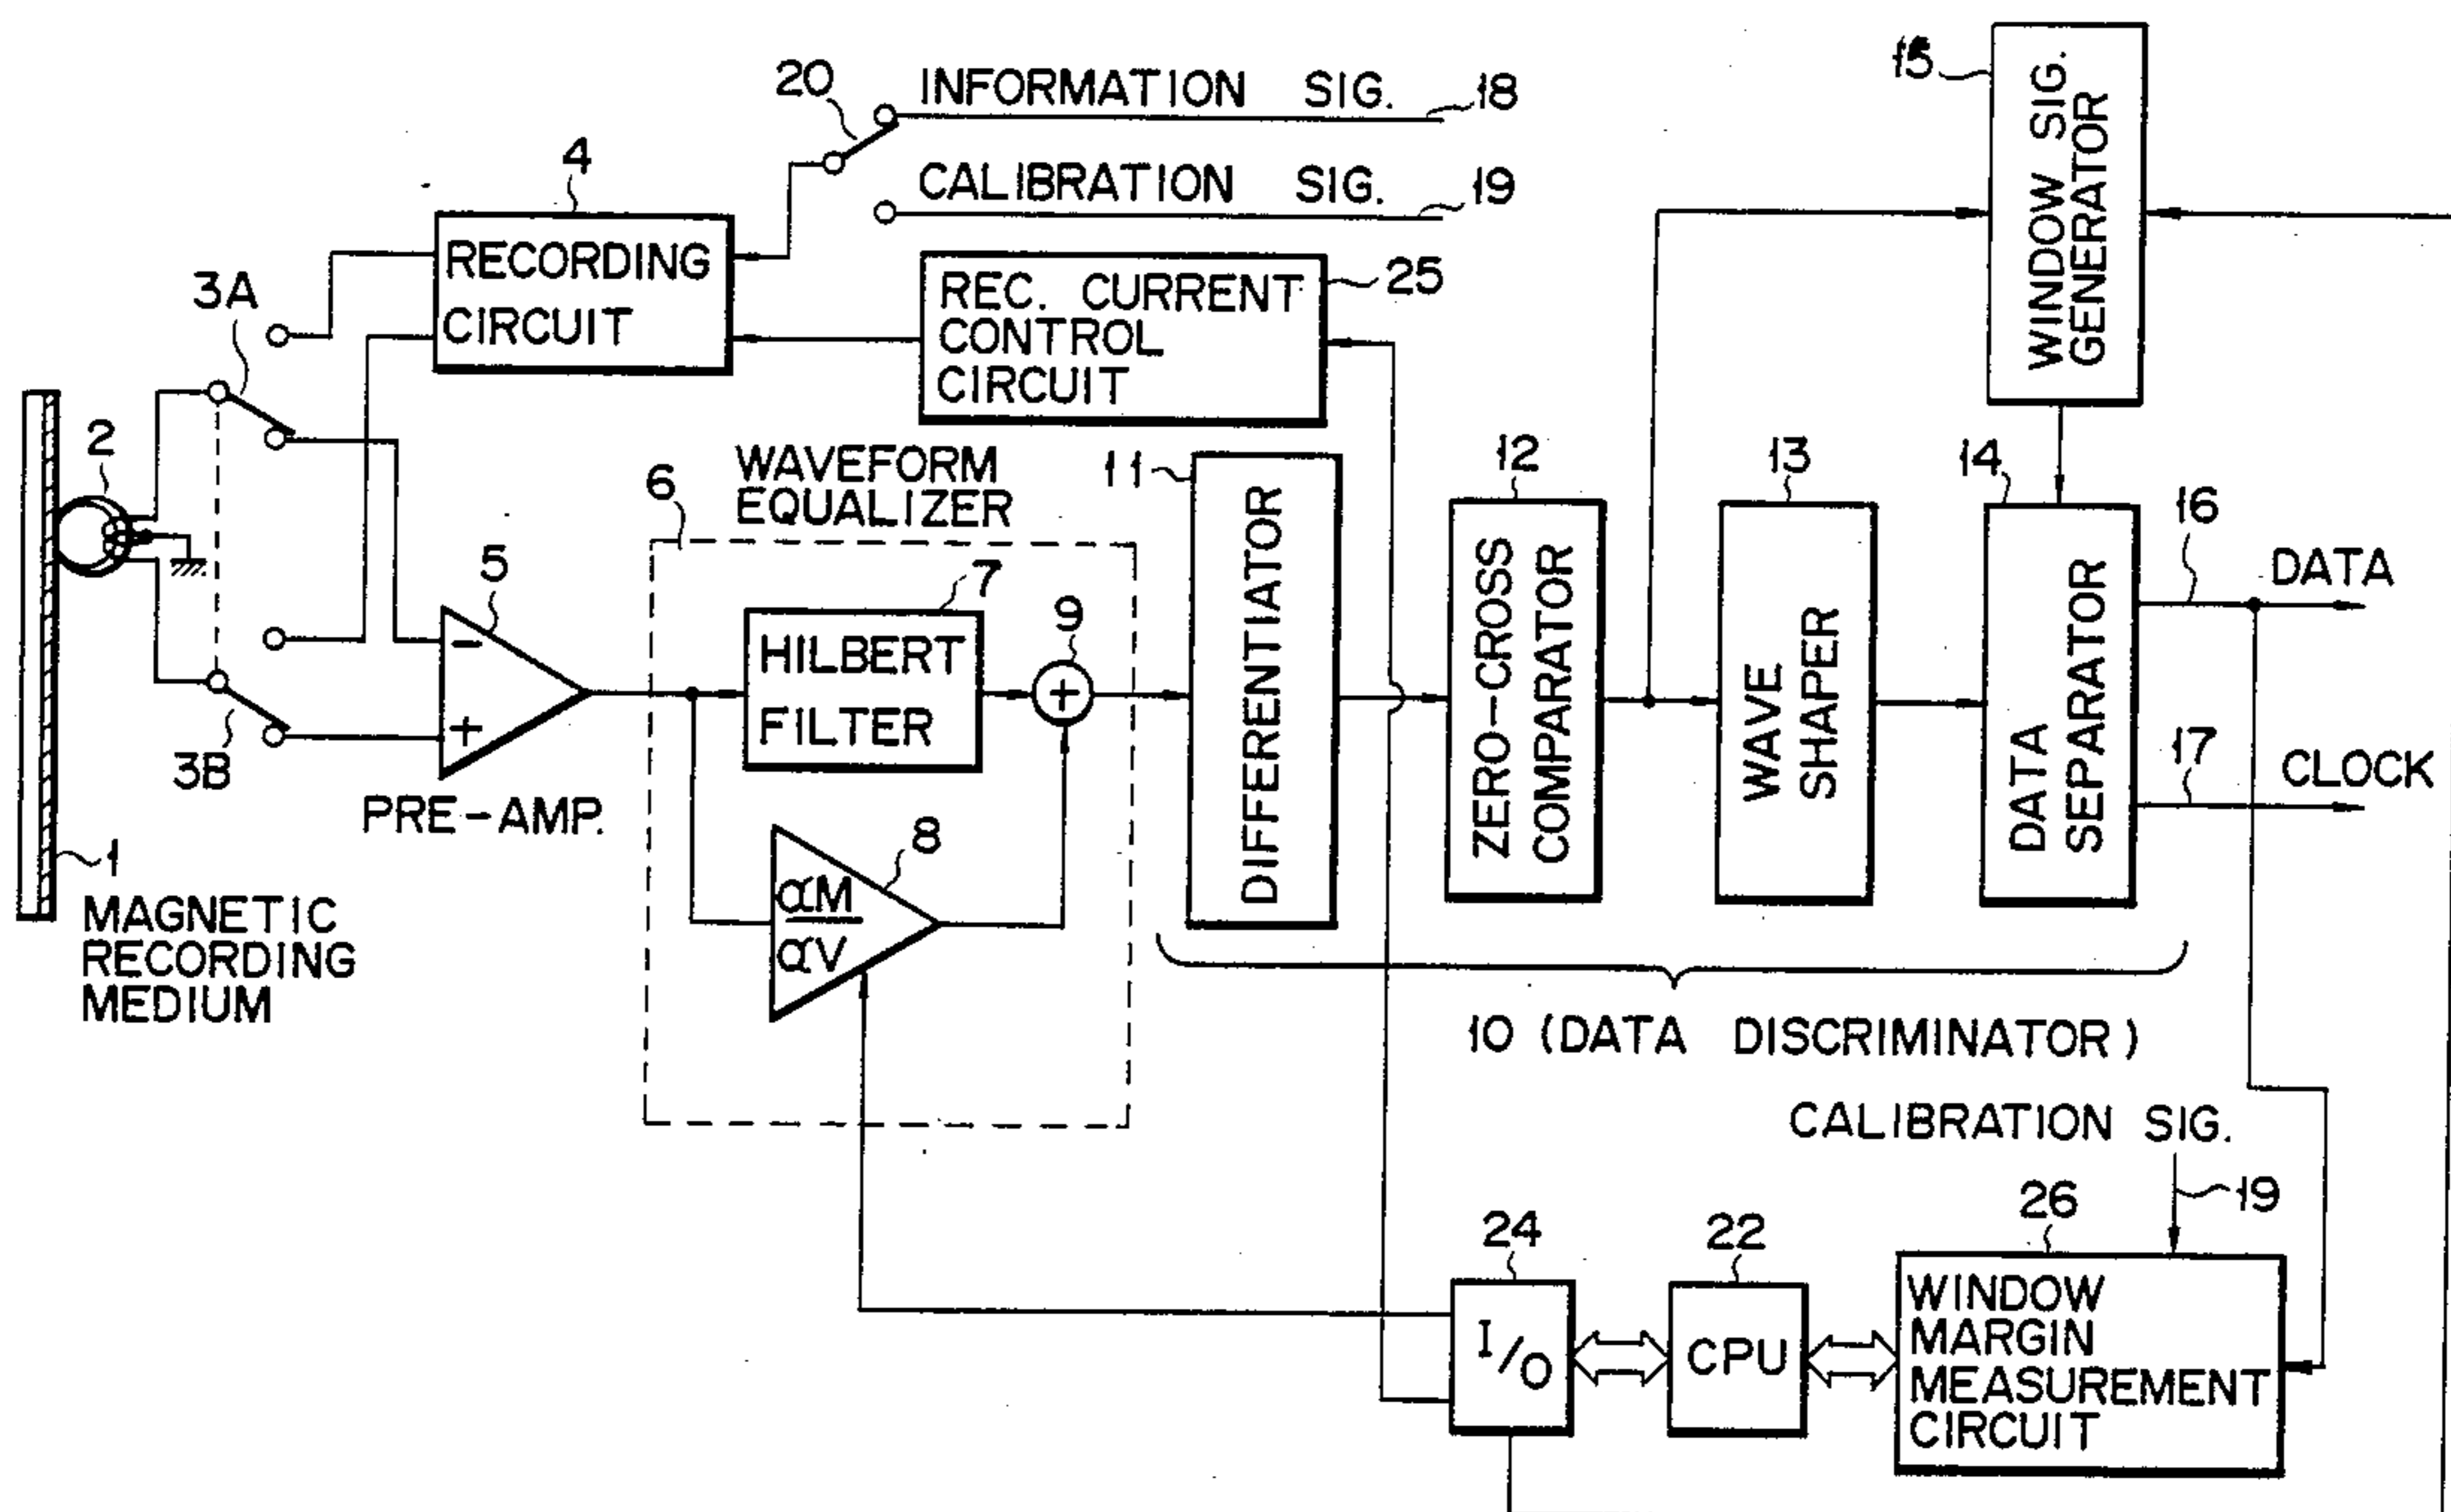 20
INFORMATION SIG.
18
CALIBRATION SIG.
19
4
RECORDING
CIRCUIT
REC. CURRENT
CONTROL
CIRCUIT
25
15
WINDOW SIG.
GENERATOR
3A
2
3B
1
MAGNETIC
RECORDING
MEDIUM
5
−
+
PRE-AMP.
6
WAVEFORM
EQUALIZER
7
HILBERT
FILTER
8
αM
αV
9
+
11
DIFFERENTIATOR
12
ZERO-CROSS
COMPARATOR
13
WAVE
SHAPER
14
DATA
SEPARATOR
16
DATA
17
CLOCK
10 (DATA DISCRIMINATOR)
CALIBRATION SIG.
19
24
I/O
22
CPU
26
WINDOW
MARGIN
MEASUREMENT
CIRCUIT